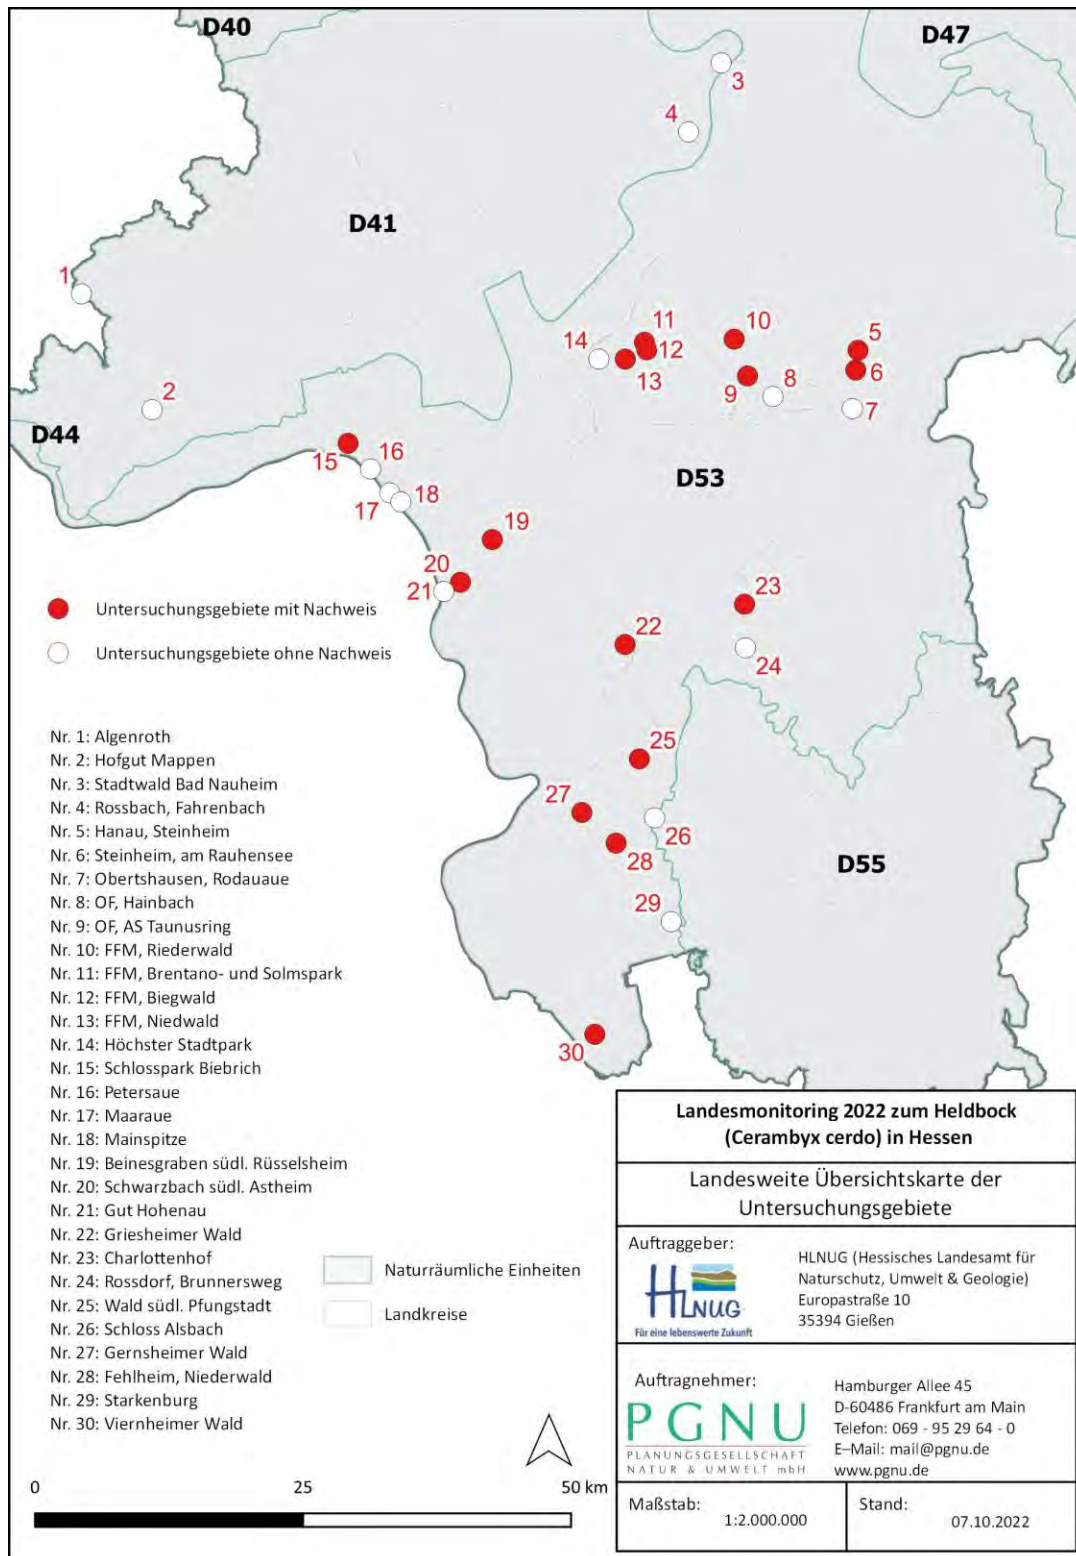 D40
D47
3
4
D41
1
11
10
5
14
12
13
6
9
8
7
2
D44
15
16
D53
17
18
19
20
21
23
22
24
Untersuchungsgebiete mit Nachweis
Untersuchungsgebiete ohne Nachweis
25
27
26
28
D55
29
30
Nr. 1: Algenroth
Nr. 2: Hofgut Mappen
Nr. 3: Stadtwald Bad Nauheim
Nr. 4: Rossbach, Fahrenbach
Nr. 5: Hanau, Steinheim
Nr. 6: Steinheim, am Rauhensee
Nr. 7: Obertshausen, Rodauaue
Nr. 8: OF, Hainbach
Nr. 9: OF, AS Taunusring
Nr. 10: FFM, Riederwald
Nr. 11: FFM, Brentano- und Solmspark
Nr. 12: FFM, Biegwald
Nr. 13: FFM, Niedwald
Nr. 14: Höchster Stadtpark
Nr. 15: Schlosspark Biebrich
Nr. 16: Petersaue
Nr. 17: Maaraue
Nr. 18: Mainspitze
Nr. 19: Beinesgraben südl. Rüsselsheim
Nr. 20: Schwarzbach südl. Astheim
Nr. 21: Gut Hohenau
Nr. 22: Griesheimer Wald
Nr. 23: Charlottenhof
Nr. 24: Rossdorf, Brunnersweg
Nr. 25: Wald südl. Pfungstadt
Nr. 26: Schloss Alsbach
Nr. 27: Gernsheimer Wald
Nr. 28: Fehlheim, Niederwald
Nr. 29: Starkenburg
Nr. 30: Viernheimer Wald
Naturräumliche Einheiten
Landkreise
0
25
50 km
Landesmonitoring 2022 zum Heldbock
(Cerambyx cerdo) in Hessen
Landesweite Übersichtskarte der
Untersuchungsgebiete
Auftraggeber:
HLNUG
Für eine lebenswerte Zukunft
HLNUG (Hessisches Landesamt für
Naturschutz, Umwelt & Geologie)
Europastraße 10
35394 Gießen
Auftragnehmer:
PGNU
PLANUNGSGESELLSCHAFT
NATUR & UMWELT mbH
Hamburger Allee 45
D-60486 Frankfurt am Main
Telefon: 069 - 95 29 64 - 0
E–Mail: mail@pgnu.de
www.pgnu.de
Maßstab:
1:2.000.000
Stand:
07.10.2022